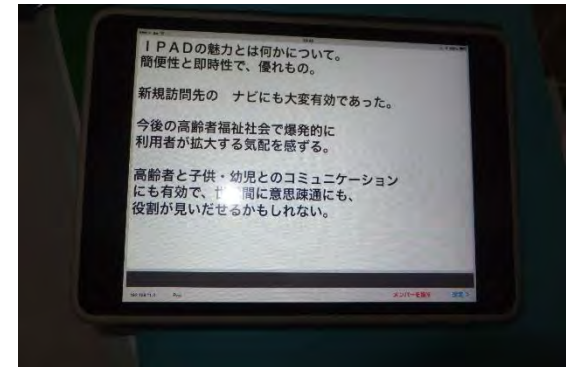 ＩＰＡＤの魅力とは何かについて。
簡便性と即時性で、優れもの。
新規訪問先の　ナビにも大変有効であった。
今後の高齢者福祉社会で爆発的に
利用者が拡大する気配を感ずる。
高齢者と子供・幼児とのコミュニケーション
にも有効で、世 間に意思疎通にも、
役割が見いだせるかもしれない。